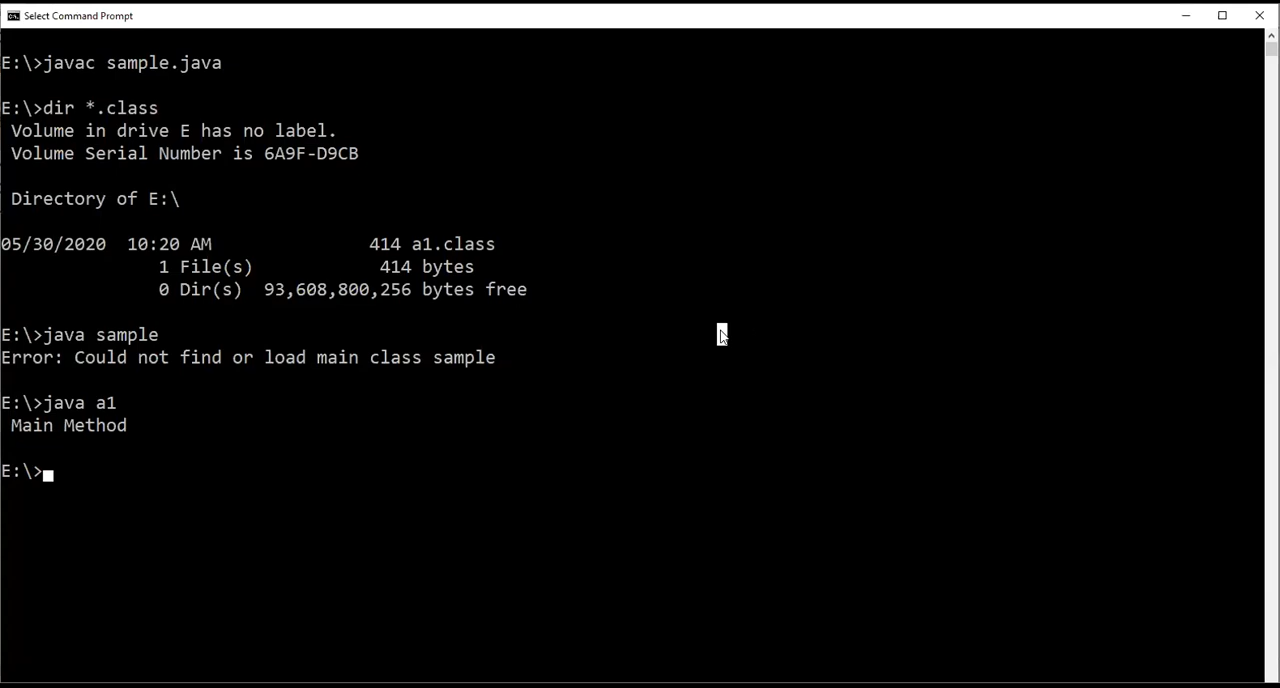 Select Command Prompt
E:\>javac sample.java
E:\>dir *.class
Volume in drive E has no label.
Volume Serial Number is 6A9F-D9CB
Directory of E:\
05/30/2020  10:20 AM               414 a1.class
1 File(s)            414 bytes
0 Dir(s)  93,608,800,256 bytes free
E:\>java sample
Error: Could not find or load main class sample
E:\>java a1
Main Method
E:\>